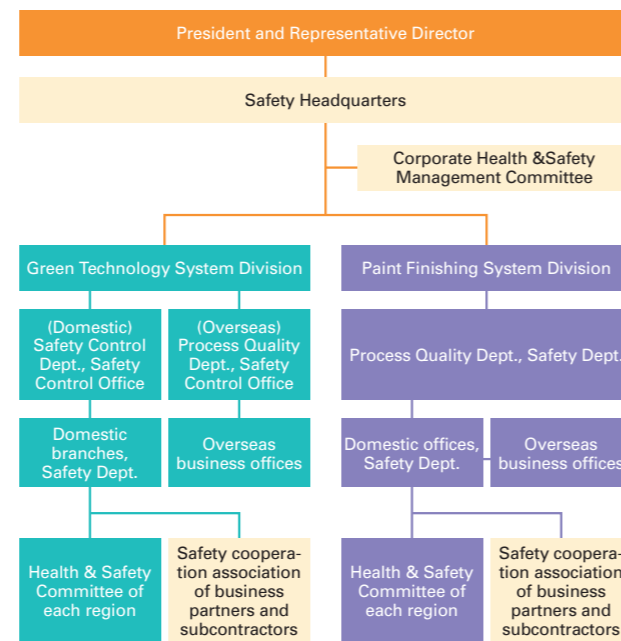 President and Representative Director
Safety Headquarters
Corporate Health &Safety
Management Committee
Green Technology System Division
Paint Finishing System Division
(Domestic)
Safety Control
Dept., Safety
Control Office
(Overseas)
Process Quality
Dept., Safety
Control Office
Process Quality Dept., Safety Dept.
Domestic
branches,
Safety Dept.
Overseas
business offices
Domestic offices,
Safety Dept.
Overseas
business offices
Health & Safety
Committee of
each region
Safety coopera-
tion association
of business
partners and
subcontractors
Health & Safety
Committee of
each region
Safety coopera-
tion association
of business
partners and
subcontractors